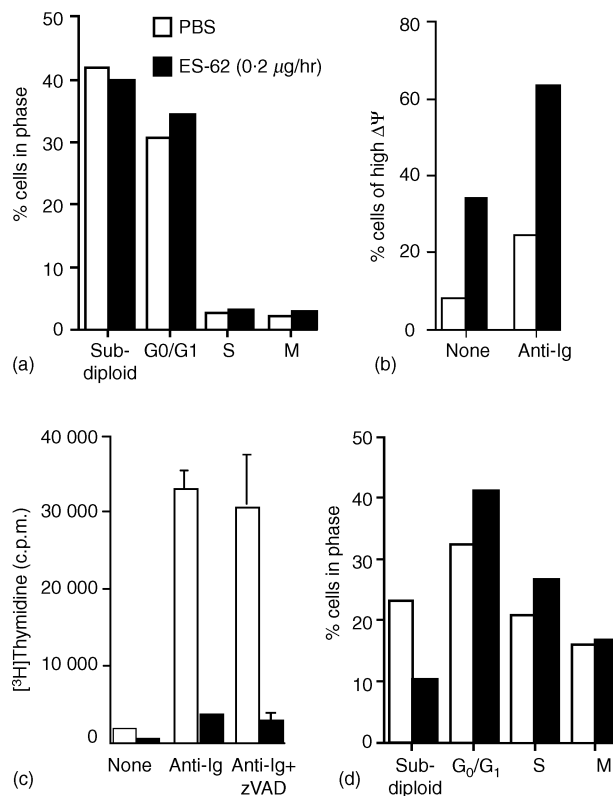 50
40
30
20
10
0
% cells in phase
PBS
ES-62 (0·2 μg/hr)
Sub-
diploid
G0/G1
S
M
(a)
80
60
40
20
0
% cells of high ΔΨ
None
Anti-Ig
(b)
40 000
30 000
20 000
10 000
0
[³H]Thymidine (c.p.m.)
None
Anti-Ig
Anti-Ig+
zVAD
(c)
50
40
30
20
10
0
% cells in phase
Sub-
diploid
G₀/G₁
S
M
(d)